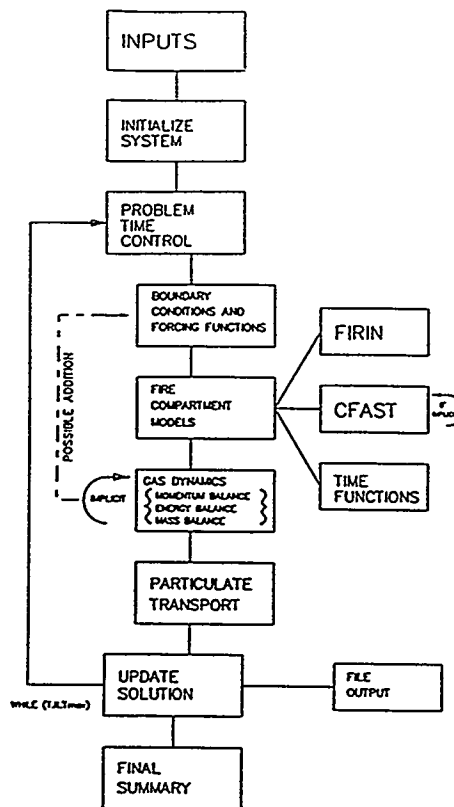 INPUTS
INITIALIZE
SYSTEM
PROBLEM
TIME
CONTROL
BOUNDARY
CONDITIONS AND
FORCING FUNCTIONS
FIRE
COMPARTMENT
MODELS
FIRIN
CFAST
TIME
FUNCTIONS
POSSIBLE ADDITION
IMPLICIT
GAS DYNAMICS
MOMENTUM BALANCE
ENERGY BALANCE
MASS BALANCE
PARTICULATE
TRANSPORT
UPDATE
SOLUTION
FILE
OUTPUT
WHILE
FINAL
SUMMARY